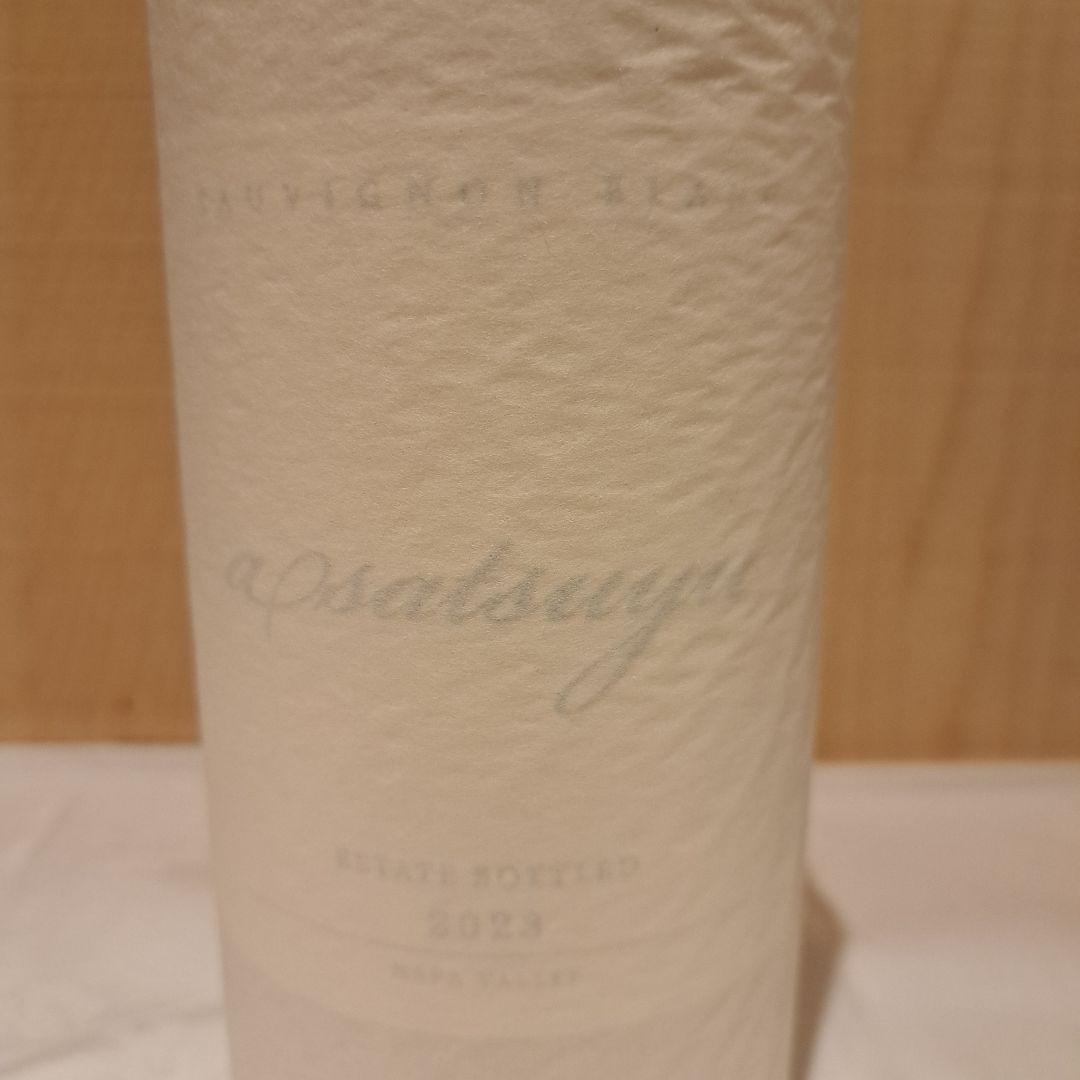 SAUVIGNON BLANC
asatsuyu
ESTATE BOTTLED
2023
NAPA VALLEY